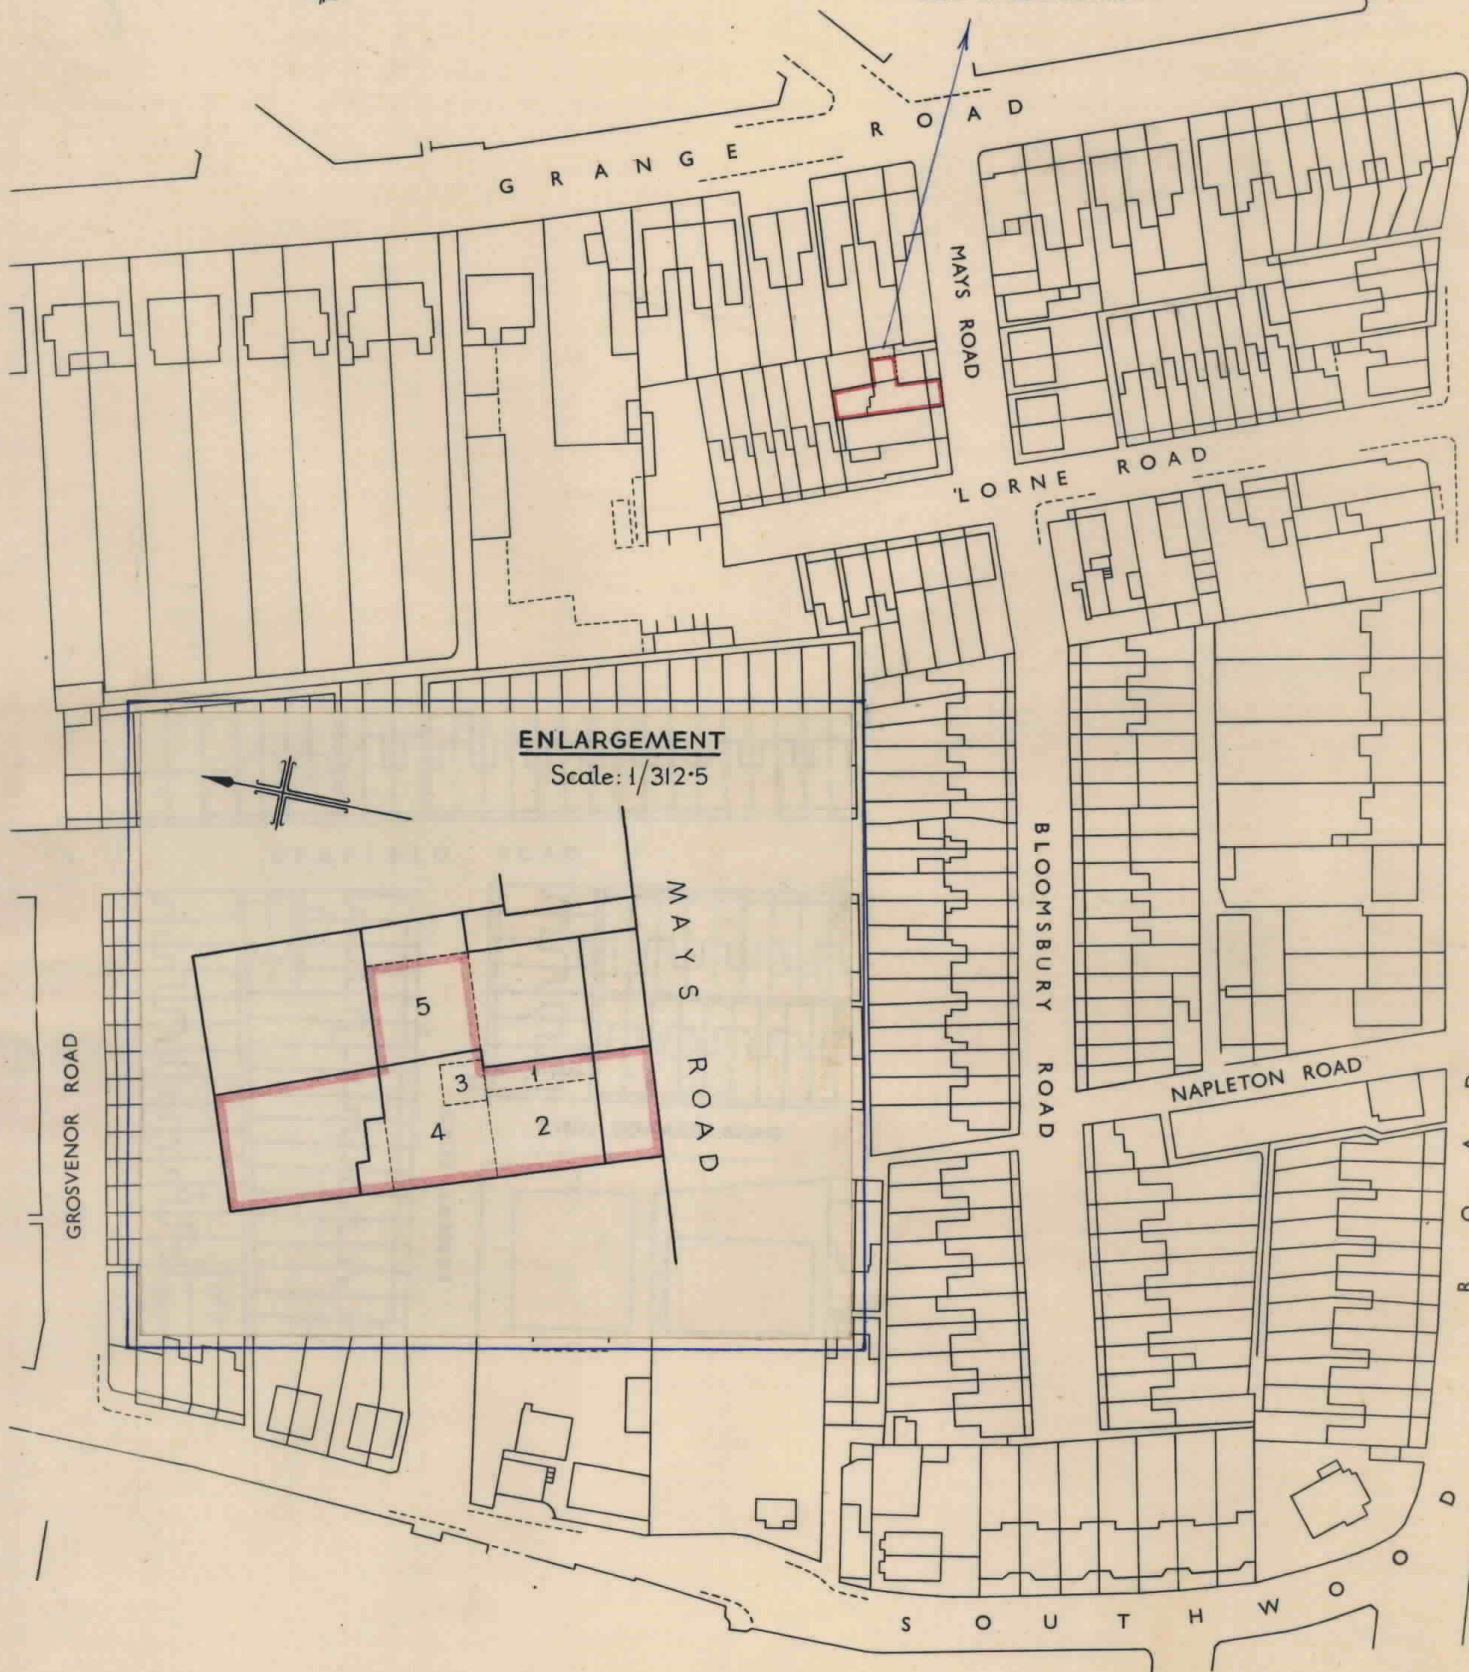 GRANGE ROAD
MAYS ROAD
LORNE ROAD
ENLARGEMENT
Scale: 1/312·5
MAYS ROAD
5
3
1
4
2
BLOOMSBURY ROAD
GROSVENOR ROAD
NAPLETON ROAD
SOUTHWOOD ROAD